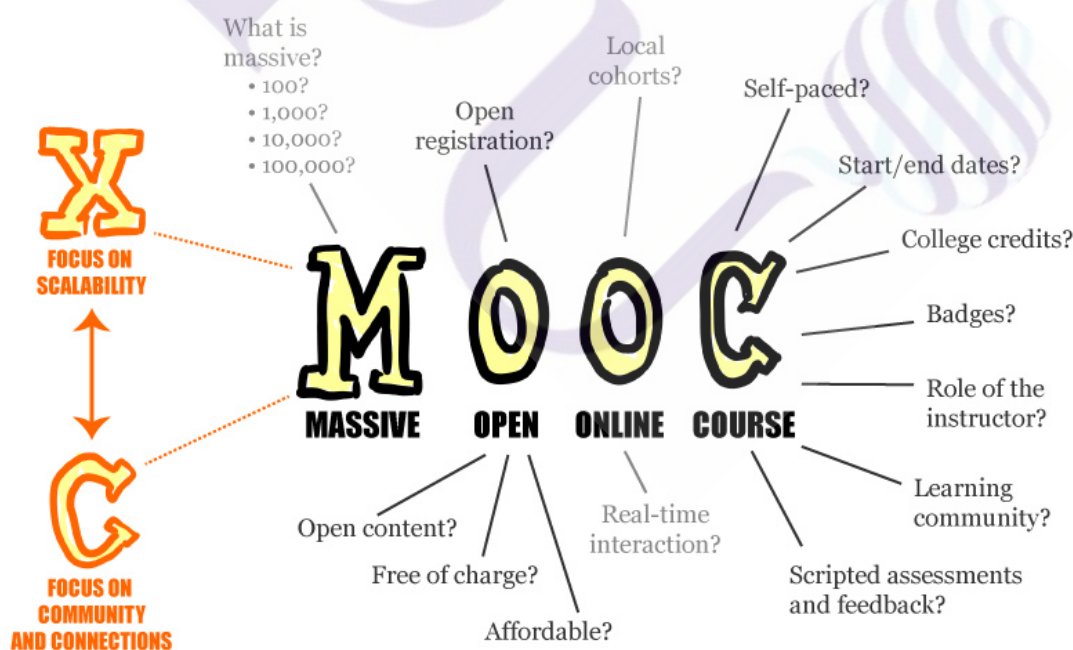 What is
massive?
• 100?
• 1,000?
• 10,000?
• 100,000?
Open
registration?
Local
cohorts?
Self-paced?
Start/end dates?
College credits?
Badges?
Role of the
instructor?
Learning
community?
Scripted assessments
and feedback?
X
FOCUS ON
SCALABILITY
C
FOCUS ON
COMMUNITY
AND CONNECTIONS
MOOC
MASSIVE OPEN ONLINE COURSE
Open content?
Free of charge?
Affordable?
Real-time
interaction?